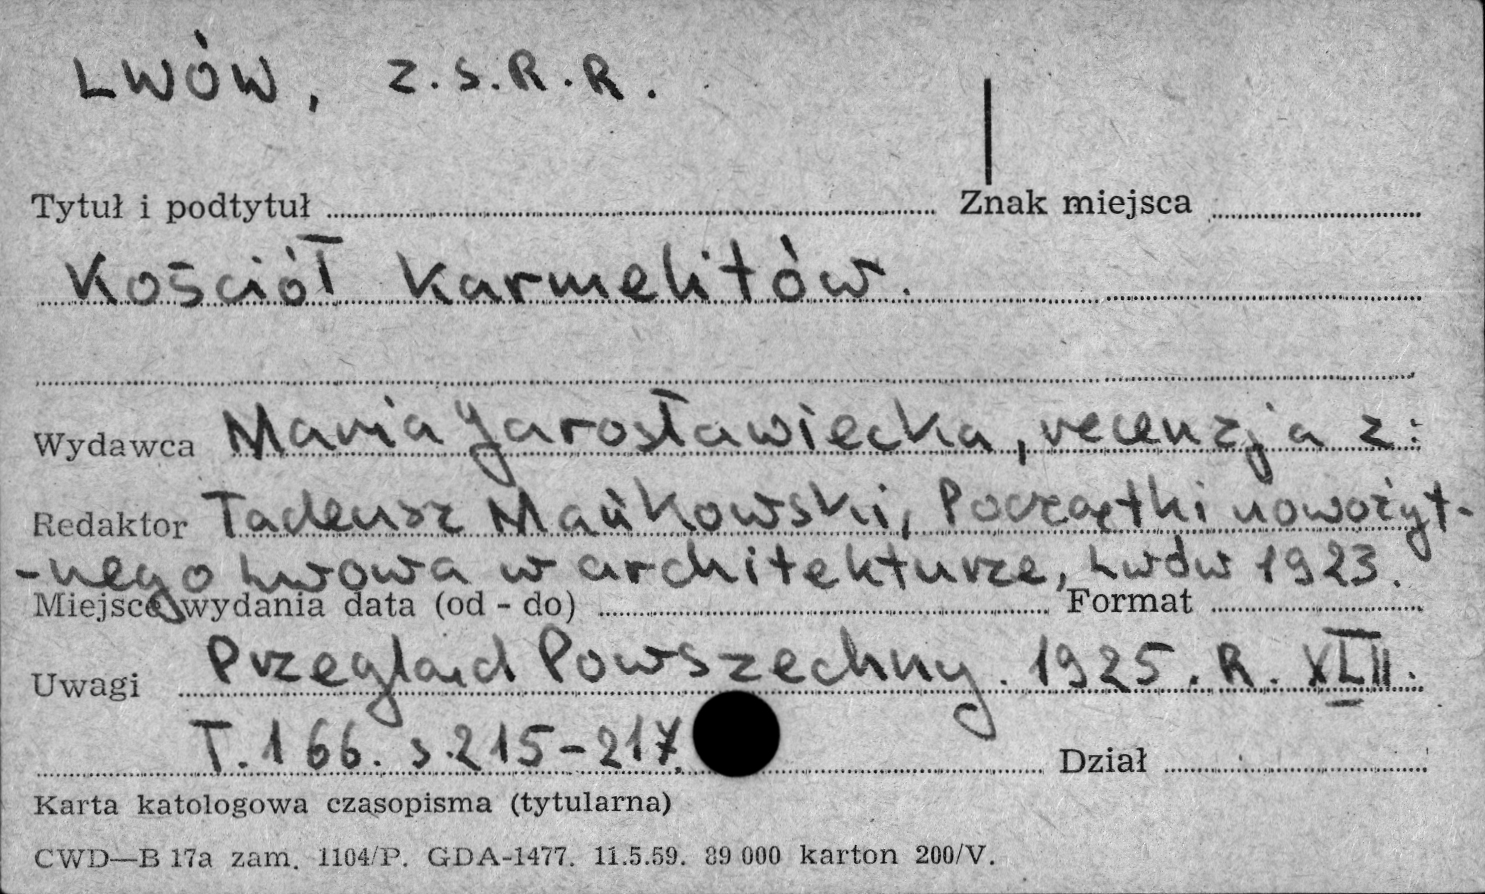 LWÓW, Z.S.R.R.
Tytuł i podtytuł Znak miejsca
Kościół Karmelitów.
Wydawca Maria Jarosławiecka, recenzja z:
Redaktor Tadeusz Mańkowski, Początki nowożyt-
-nego Lwowa w architekturze, Lwów 1923.
Miejsce wydania data (od - do) Format
Uwagi Przegląd Powszechny. 1925. R. XLII.
T. 166. s. 215-217.
Dział
Karta katologowa czasopisma (tytularna)
CWD—B 17a zam. 1104/P. GDA-1477. 11.5.59. 89 000 karton 200/V.